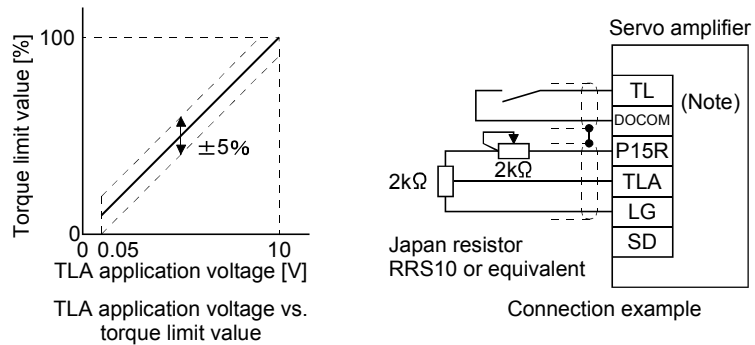 Torque limit value [%]
100
±5%
0
0 0.05 10
TLA application voltage [V]
TLA application voltage vs.
torque limit value
Servo amplifier
TL
(Note)
DOCOM
P15R
2kΩ
2kΩ
TLA
LG
SD
Japan resistor
RRS10 or equivalent
Connection example